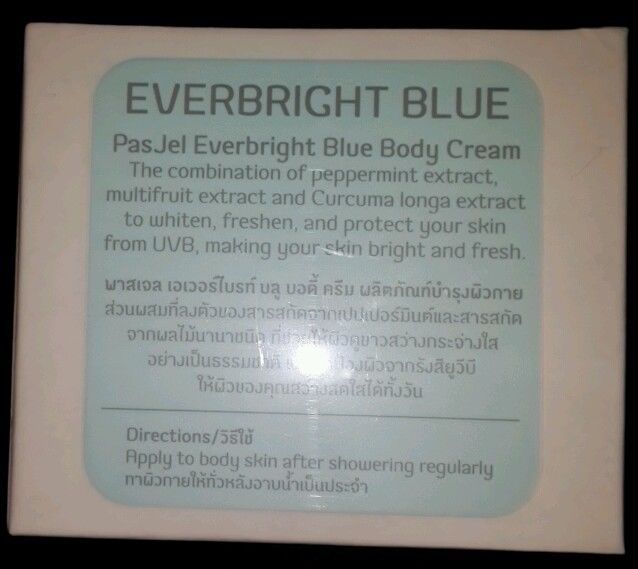 EVERBRIGHT BLUE
PasJel Everbright Blue Body Cream
The combination of peppermint extract,
multifruit extract and Curcuma longa extract
to whiten, freshen, and protect your skin
from UVB, making your skin bright and fresh.
พาสเจล เอเวอร์ไบรท์ บลู บอดี้ ครีม ผลิตภัณฑ์บำรุงผิวกาย
ส่วนผสมที่ลงตัวของสารสกัดจากเปปเปอร์มินต์และสารสกัด
จากผลไม้นานาชนิด ที่ช่วยให้ผิวดูขาวสว่างกระจ่างใส
อย่างเป็นธรรมชาติ ผิวจากรังสียูวีบี
ให้ผิวของคุณสว่างสดใสได้ทั้งวัน
Directions/วิธีใช้
Apply to body skin after showering regularly
ทาผิวกายให้ทั่วหลังอาบน้ำเป็นประจำ